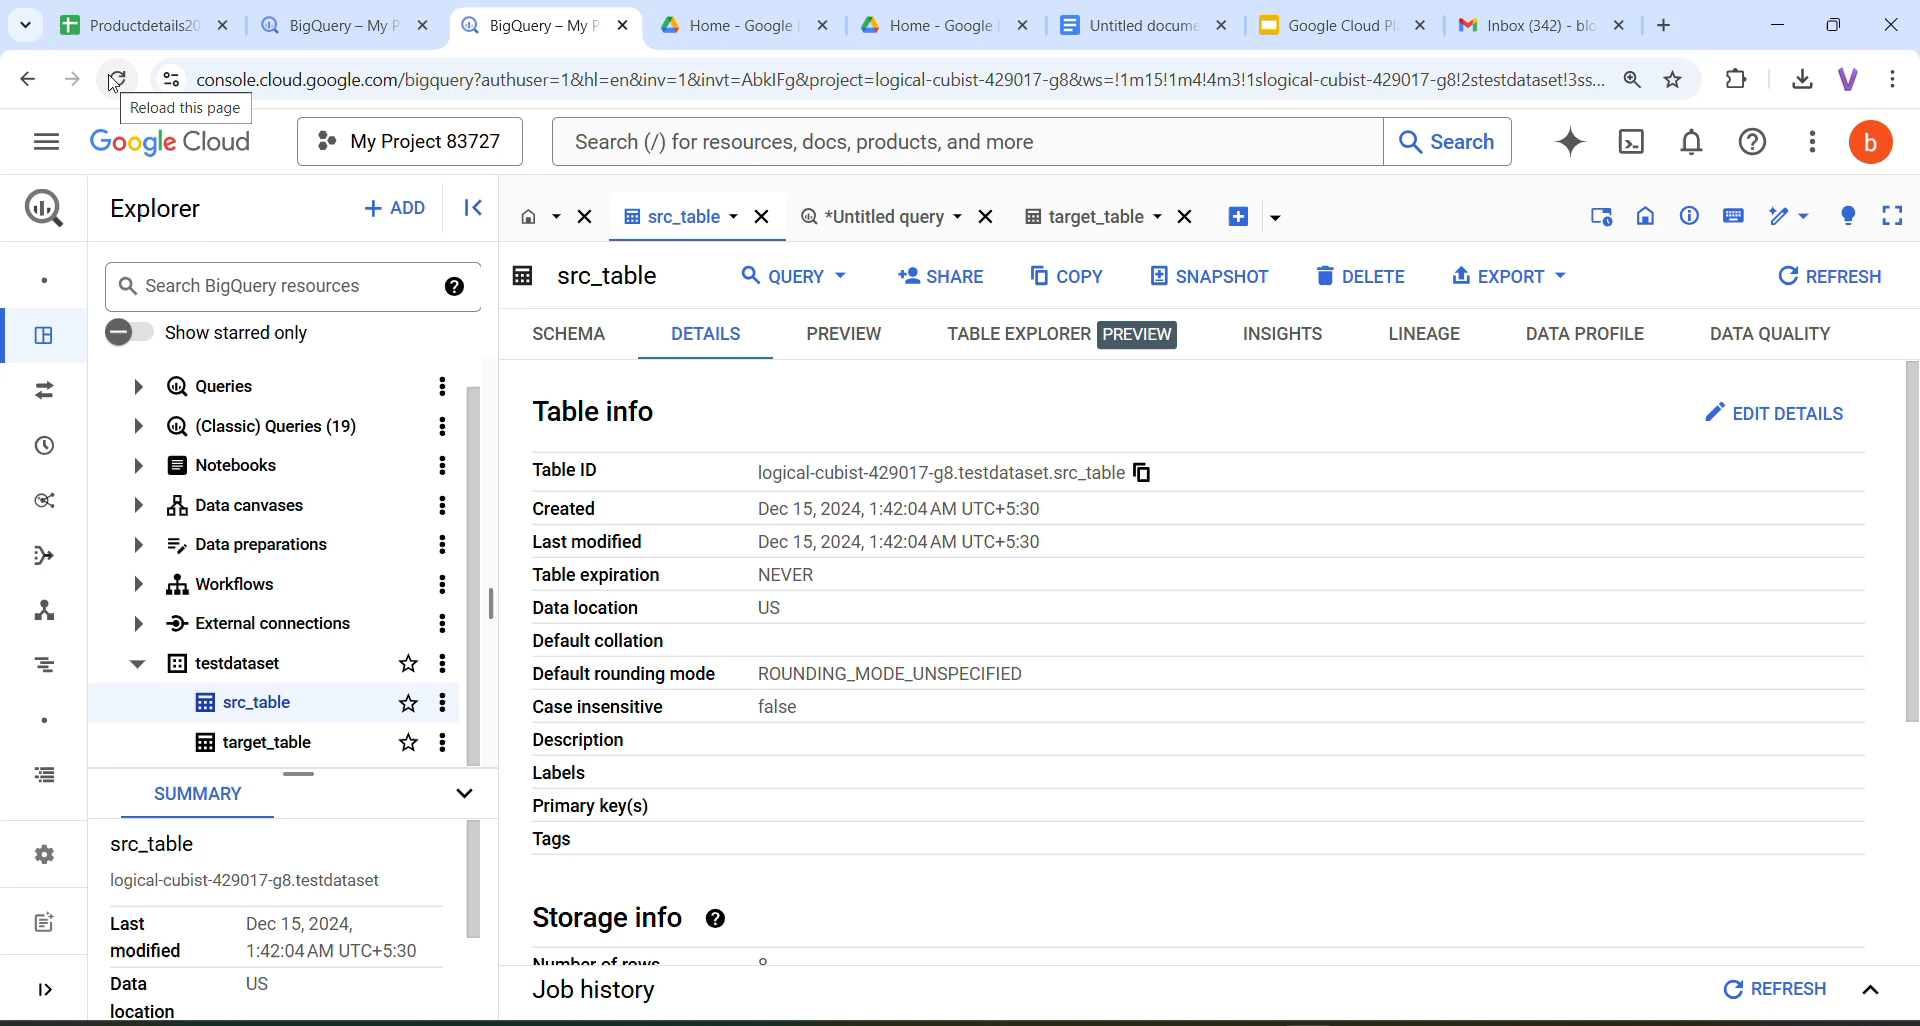 Productdetails20
BigQuery – My P
BigQuery – My P
Home - Google
Home - Google
Untitled docume
Google Cloud Pl
Inbox (342) - blo
console.cloud.google.com/bigquery?authuser=1&hl=en&inv=1&invt=AbkIFg&project=logical-cubist-429017-g8&ws=!1m15!1m4!4m3!1slogical-cubist-429017-g8!2stestdataset!3ss...
V
Reload this page
Google Cloud
My Project 83727
Search (/) for resources, docs, products, and more
Search
b
Explorer
+ ADD
src_table
*Untitled query
target_table
Search BigQuery resources
src_table
QUERY
SHARE
COPY
SNAPSHOT
DELETE
EXPORT
REFRESH
Show starred only
SCHEMA
DETAILS
PREVIEW
TABLE EXPLORER PREVIEW
INSIGHTS
LINEAGE
DATA PROFILE
DATA QUALITY
Queries
(Classic) Queries (19)
Notebooks
Data canvases
Data preparations
Workflows
External connections
testdataset
src_table
target_table
Table info
EDIT DETAILS
Table ID logical-cubist-429017-g8.testdataset.src_table
Created Dec 15, 2024, 1:42:04 AM UTC+5:30
Last modified Dec 15, 2024, 1:42:04 AM UTC+5:30
Table expiration NEVER
Data location US
Default collation
Default rounding mode ROUNDING_MODE_UNSPECIFIED
Case insensitive false
Description
Labels
Primary key(s)
Tags
SUMMARY
src_table
logical-cubist-429017-g8.testdataset
Last modified Dec 15, 2024, 1:42:04 AM UTC+5:30
Data location US
Storage info
Number of rows 8
Job history
REFRESH